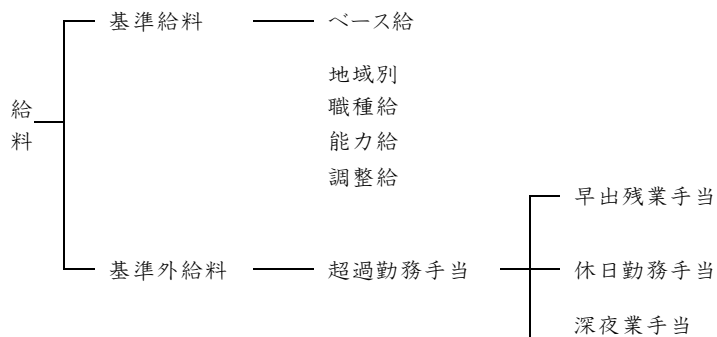 基準給料 ベース給
地域別
職種給
能力給
調整給
給料
早出残業手当
基準外給料 超過勤務手当 休日勤務手当
深夜業手当